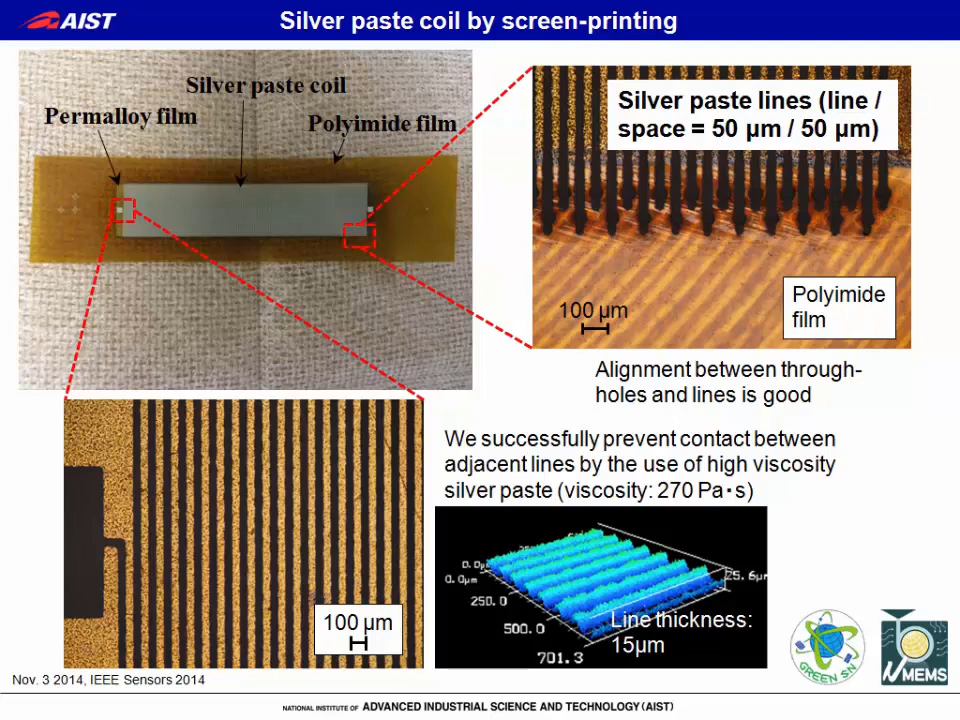 AIST
Silver paste coil by screen-printing
Silver paste coil
Permalloy film
Polyimide film
Silver paste lines (line /
space = 50 µm / 50 µm)
100 µm
Polyimide
film
Alignment between through-
holes and lines is good
We successfully prevent contact between
adjacent lines by the use of high viscosity
silver paste (viscosity: 270 Pa･s)
100 µm
0.0µm
250.0
500.0
701.3
25.6µm
Line thickness:
15µm
GREEN SN
MEMS
Nov. 3 2014, IEEE Sensors 2014
NATIONAL INSTITUTE OF ADVANCED INDUSTRIAL SCIENCE AND TECHNOLOGY (AIST)